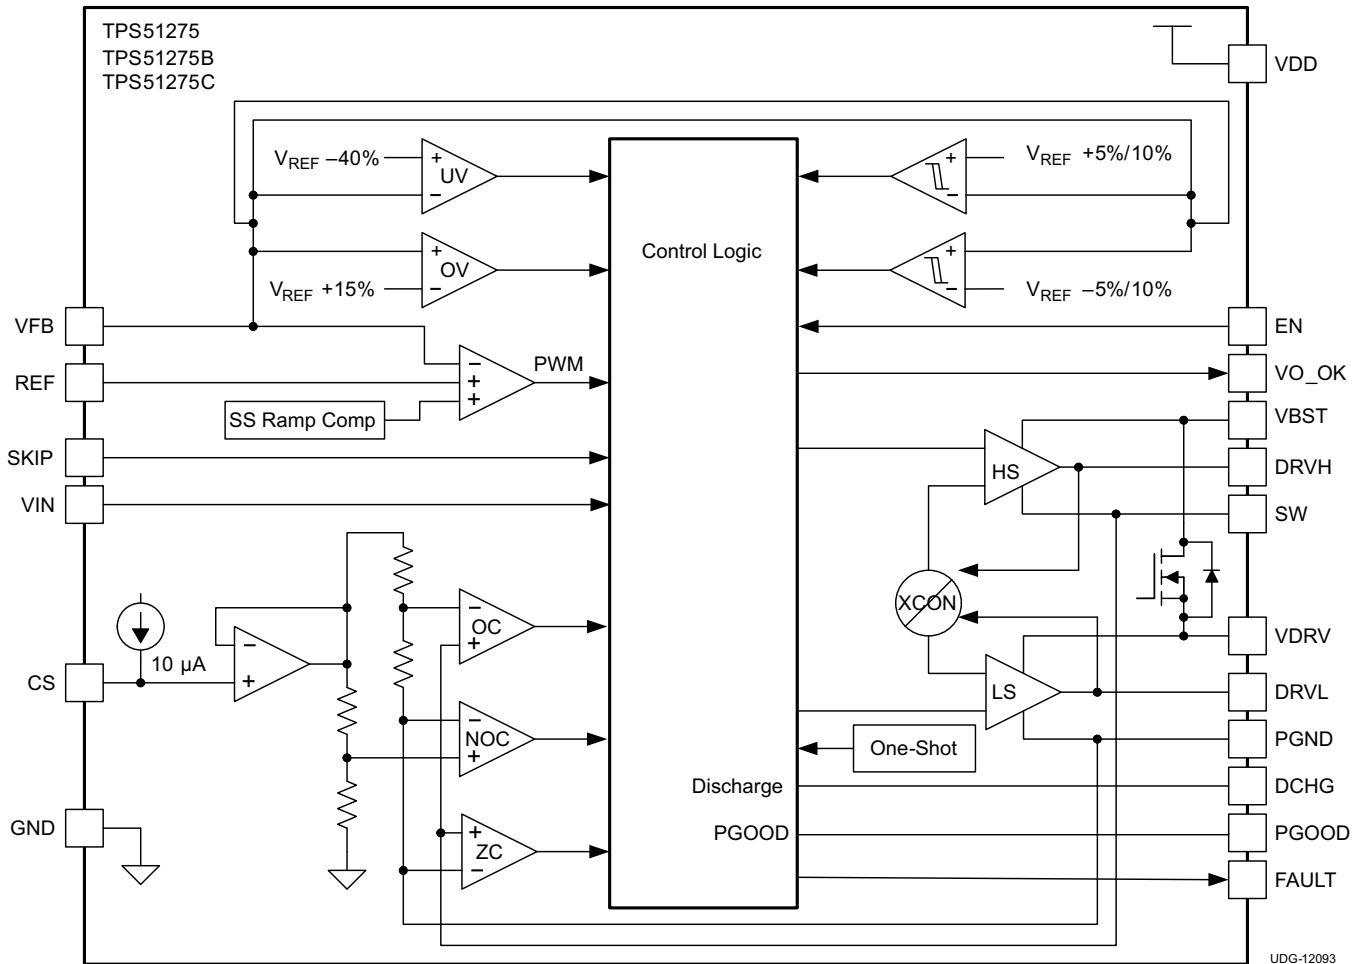 TPS51275
TPS51275B
TPS51275C
VDD
VREF –40%
+
UV
–
VREF +5%/10%
+
–
Control Logic
+
OV
–
VREF +15%
+
–
VREF –5%/10%
VFB
EN
REF
–
+
+
PWM
VO_OK
SS Ramp Comp
VBST
SKIP
HS
DRVH
VIN
SW
XCON
–
OC
+
10 µA
–
+
CS
VDRV
LS
DRVL
–
NOC
+
One-Shot
PGND
Discharge
DCHG
GND
PGOOD
PGOOD
+
ZC
–
FAULT
UDG-12093